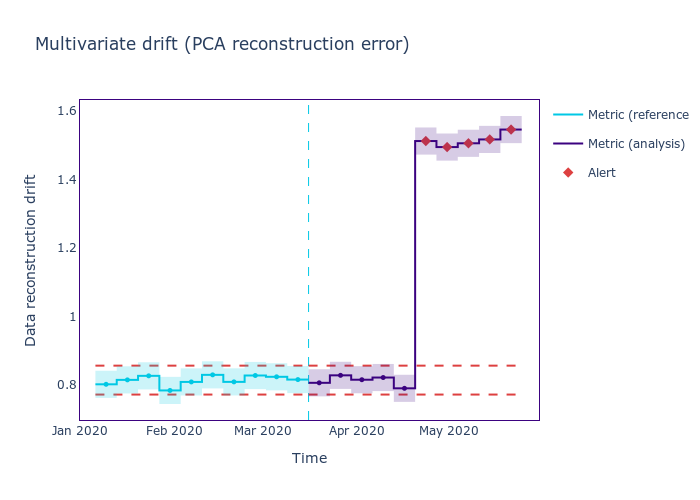 Multivariate drift (PCA reconstruction error)
Data reconstruction drift
1.6
1.4
1.2
1
0.8
Jan 2020
Feb 2020
Mar 2020
Apr 2020
May 2020
Time
Metric (reference
Metric (analysis)
Alert